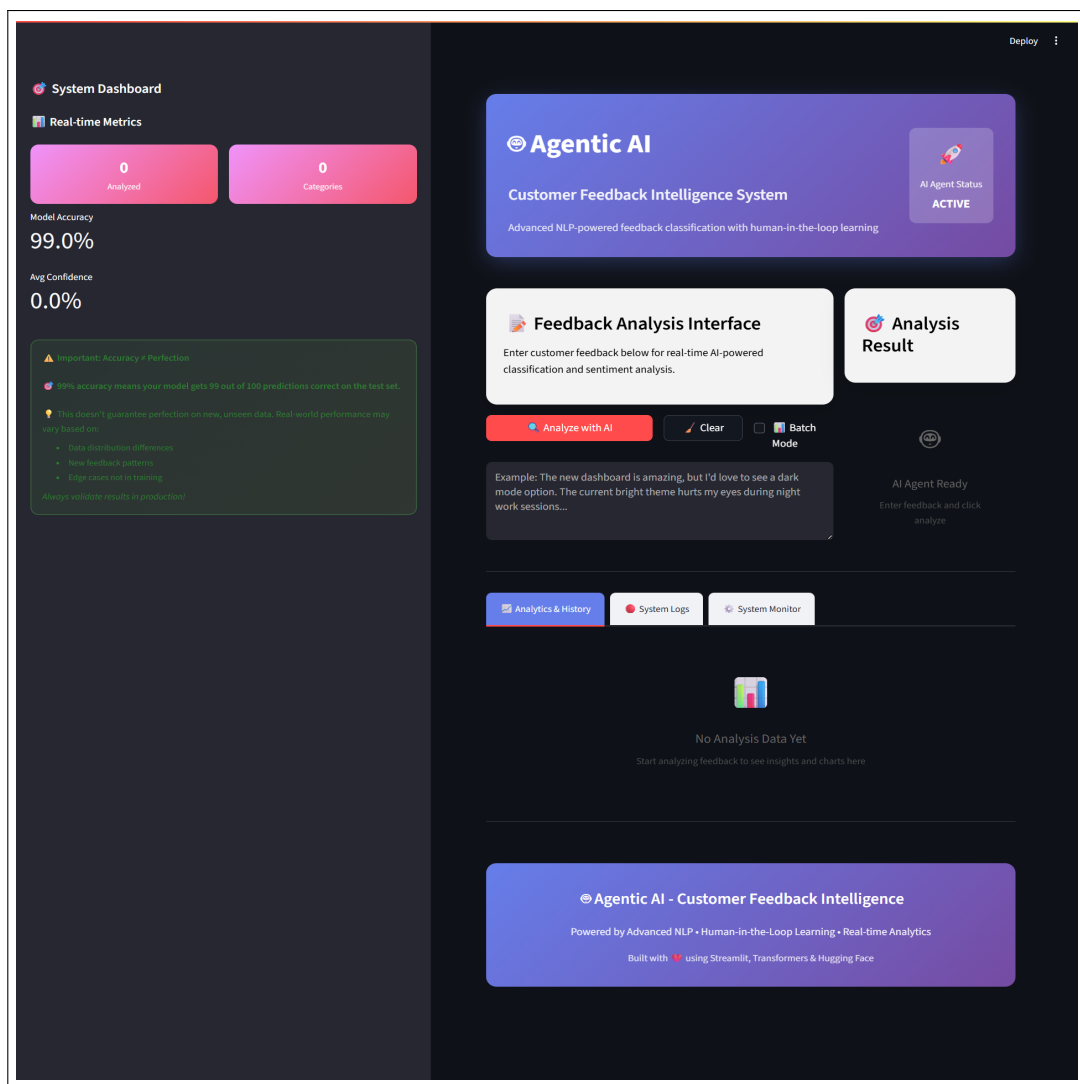 Deploy
System Dashboard
Real-time Metrics
0
Analyzed
0
Categories
Model Accuracy
99.0%
Avg Confidence
0.0%
Important: Accuracy ≠ Perfection
99% accuracy means your model gets 99 out of 100 predictions correct on the test set.
This doesn't guarantee perfection on new, unseen data. Real-world performance may
vary based on:
• Data distribution differences
• New feedback patterns
• Edge cases not in training
Always validate results in production!
Agentic AI
Customer Feedback Intelligence System
Advanced NLP-powered feedback classification with human-in-the-loop learning
AI Agent Status
ACTIVE
Feedback Analysis Interface
Enter customer feedback below for real-time AI-powered
classification and sentiment analysis.
Analysis
Result
Analyze with AI
Clear
Batch
Mode
Example: The new dashboard is amazing, but I'd love to see a dark
mode option. The current bright theme hurts my eyes during night
work sessions...
AI Agent Ready
Enter feedback and click
analyze
Analytics & History
System Logs
System Monitor
No Analysis Data Yet
Start analyzing feedback to see insights and charts here
Agentic AI - Customer Feedback Intelligence
Powered by Advanced NLP • Human-in-the-Loop Learning • Real-time Analytics
Built with ❤️ using Streamlit, Transformers & Hugging Face